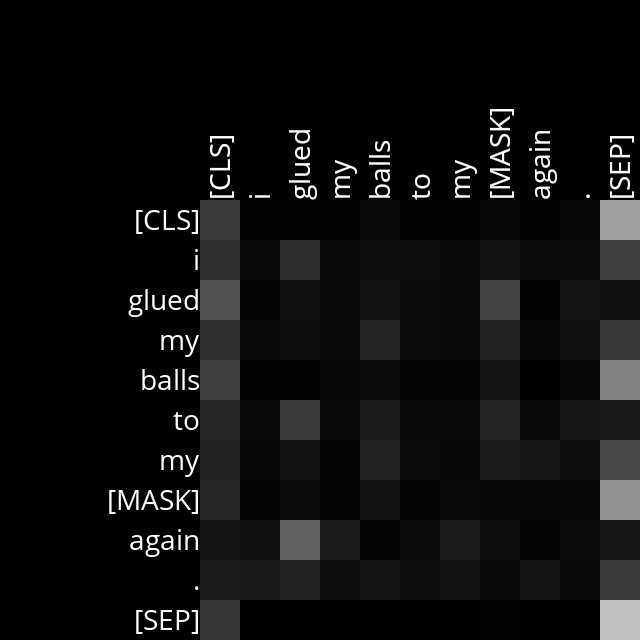 [CLS] i glued my balls to my [MASK] again . [SEP]
[CLS]
i
glued
my
balls
to
my
[MASK]
again
.
[SEP]